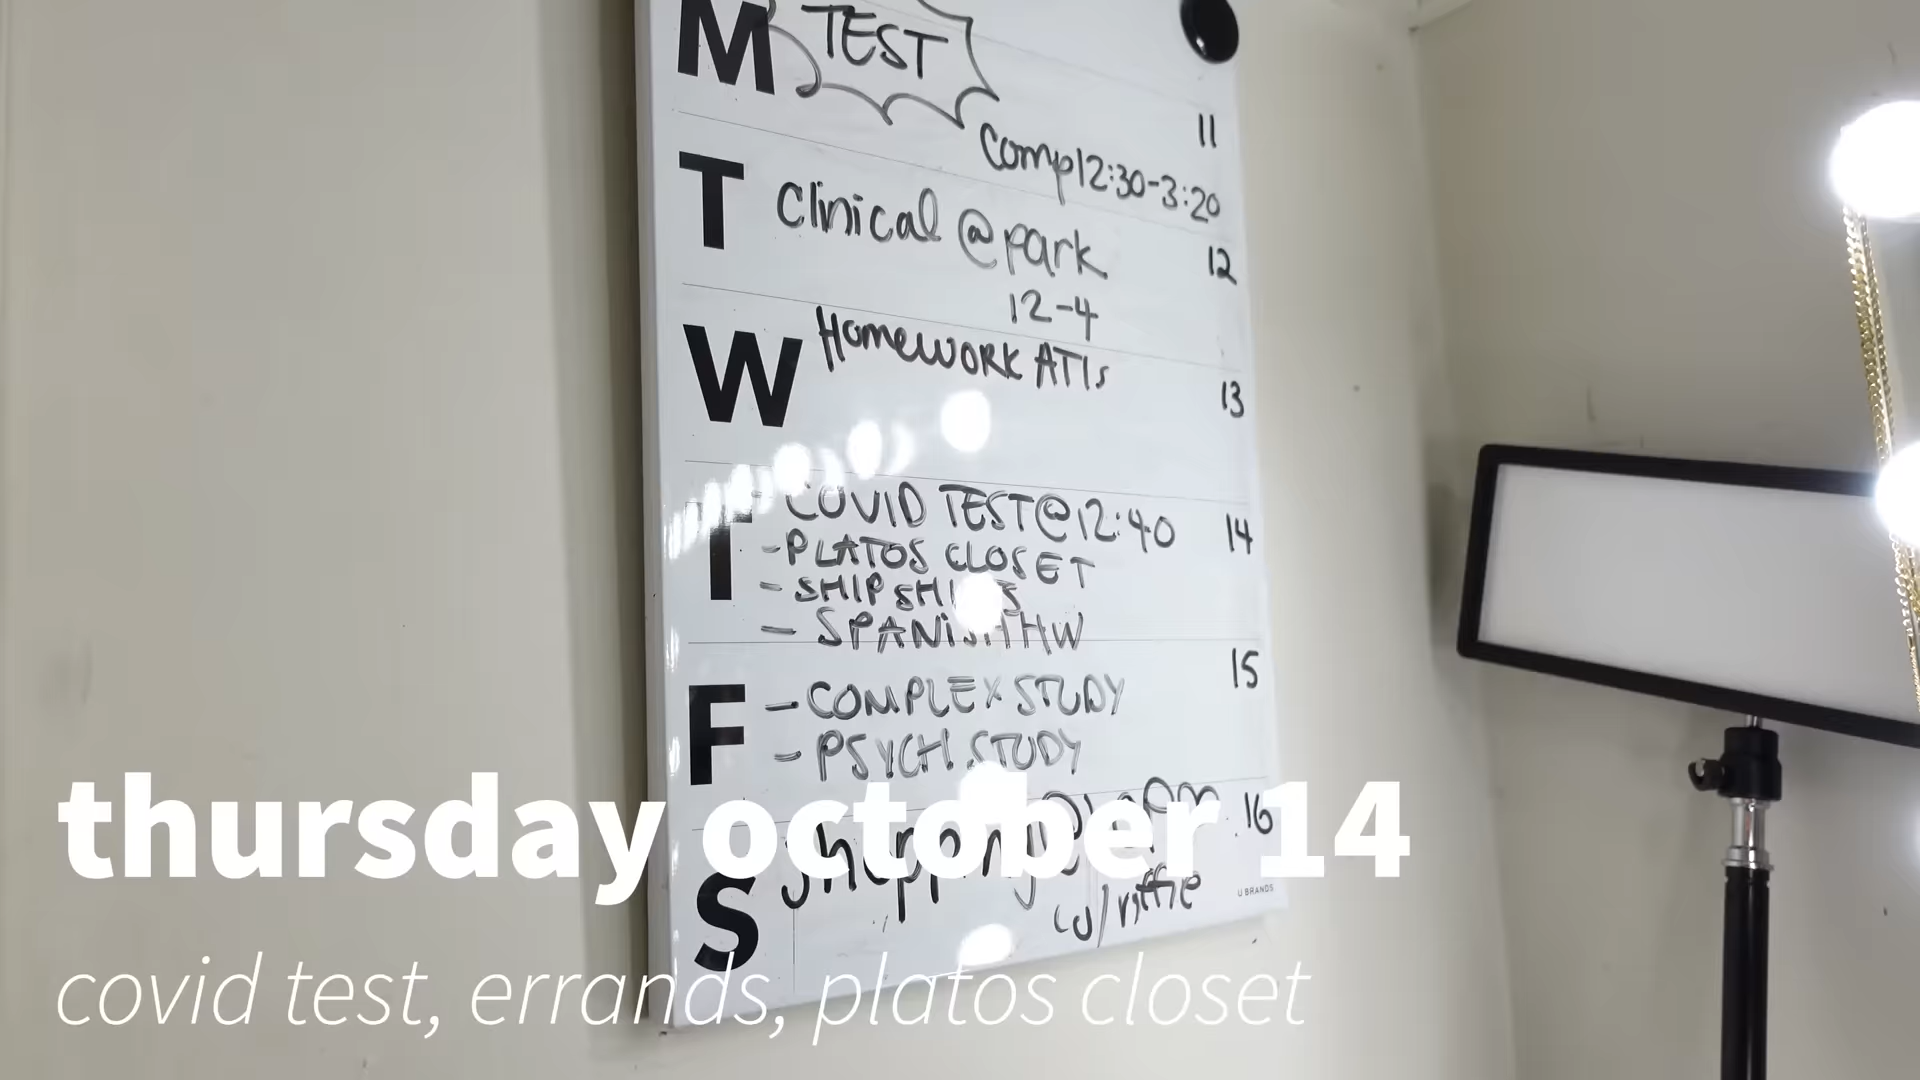 M TEST
11
Comp 12:30-3:20
T Clinical @ park 12
12-4
W Homework ATIs
13
T COVID TEST @ 12:40 14
- PLATOS CLOSET
- SHIP
- SPANISH HW
15
F - COMPLEX STUDY
- PSYCH STUDY
16
S shopping @
w/
U BRANDS
thursday october 14
covid test, errands, platos closet